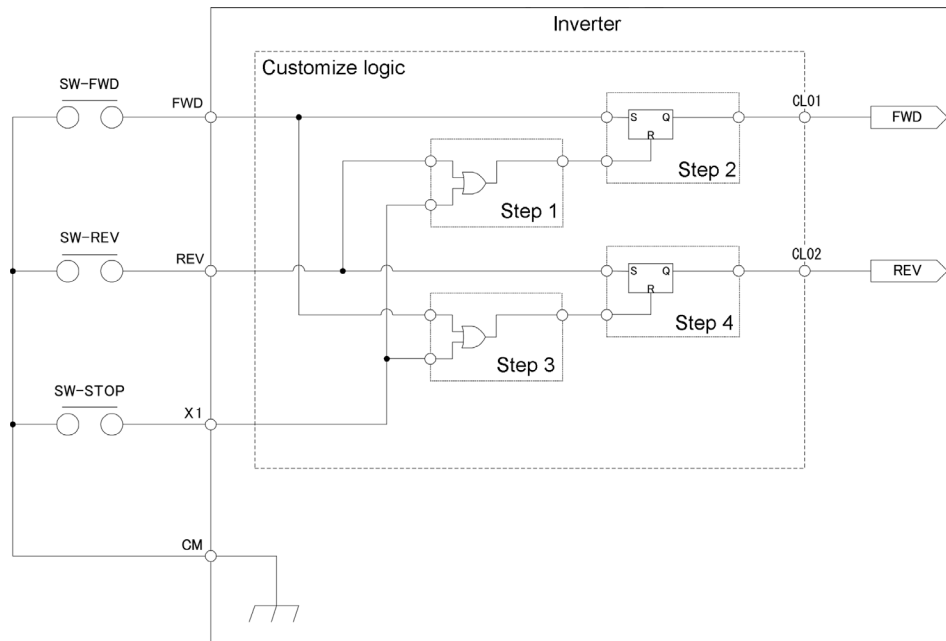 Inverter
Customize logic
SW-FWD
FWD
S Q
R
Step 2
CL01
FWD
Step 1
SW-REV
REV
S Q
R
Step 4
CL02
REV
Step 3
SW-STOP
X1
CM